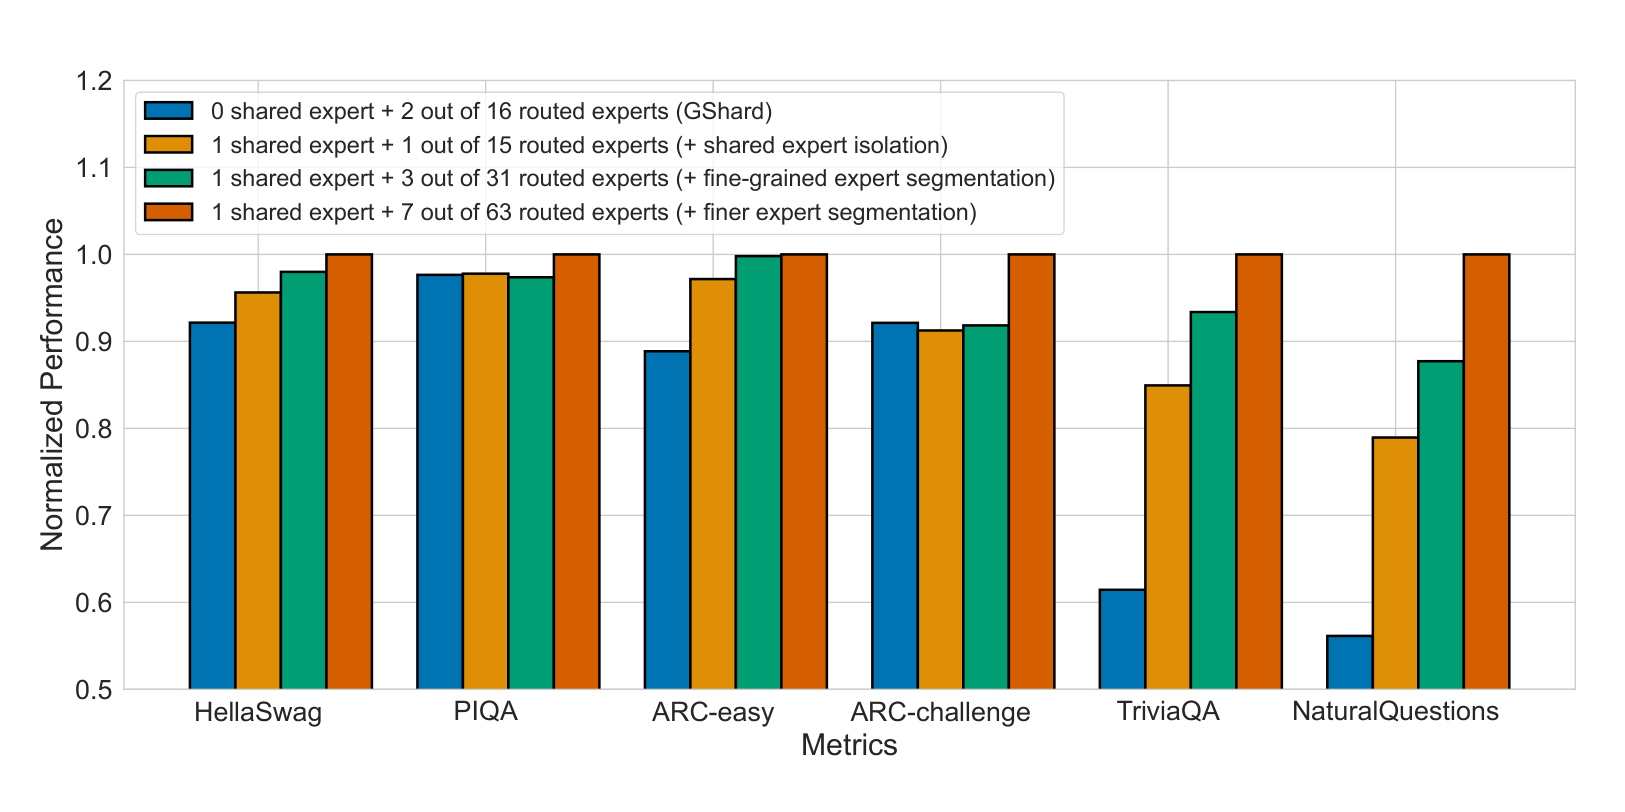 1.2
1.1
1.0
0.9
0.8
0.7
0.6
0.5
Normalized Performance
0 shared expert + 2 out of 16 routed experts (GShard)
1 shared expert + 1 out of 15 routed experts (+ shared expert isolation)
1 shared expert + 3 out of 31 routed experts (+ fine-grained expert segmentation)
1 shared expert + 7 out of 63 routed experts (+ finer expert segmentation)
HellaSwag
PIQA
ARC-easy
ARC-challenge
TriviaQA
NaturalQuestions
Metrics